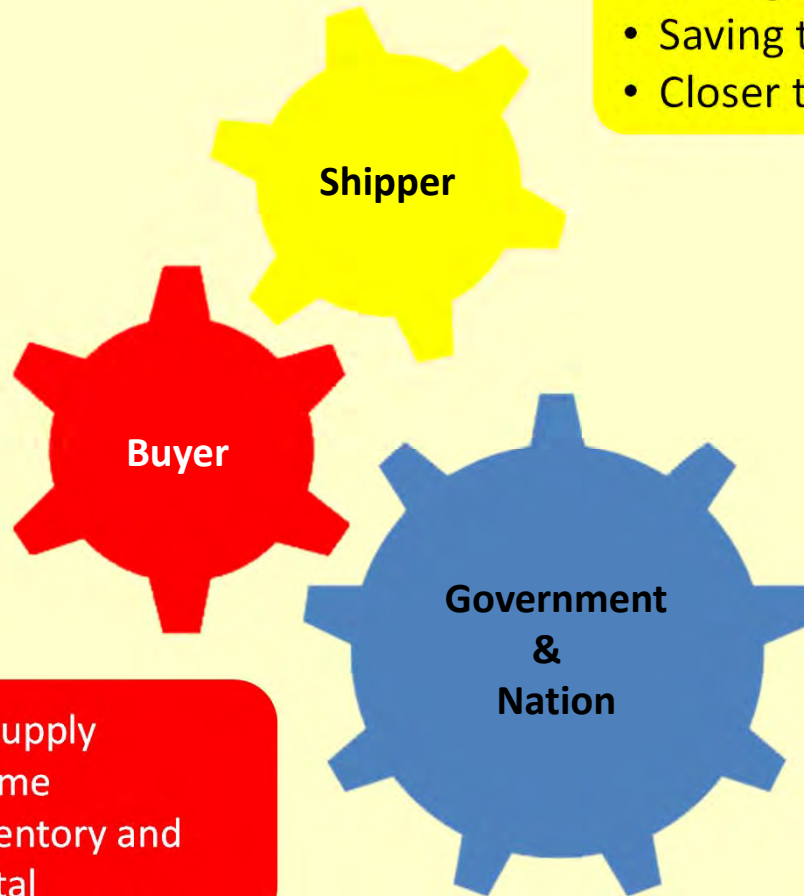 • Saving
• Closer
Shipper
Buyer
Government
&
Nation
upply
me
entory and
tal